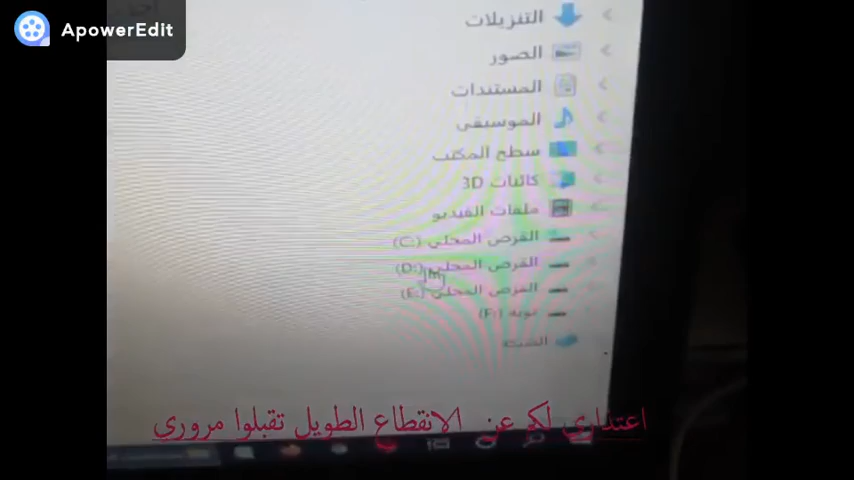 ApowerEdit
التنزيلات
الصور
المستندات
الموسيقى
سطح المكتب
كائنات 3D
ملفات الفيديو
القرص المحلي (C:)
القرص المحلي (D:)
القرص المحلي (E:)
(F:)
اعتذاري لكم عن الانقطاع الطويل تقبلوا مروري